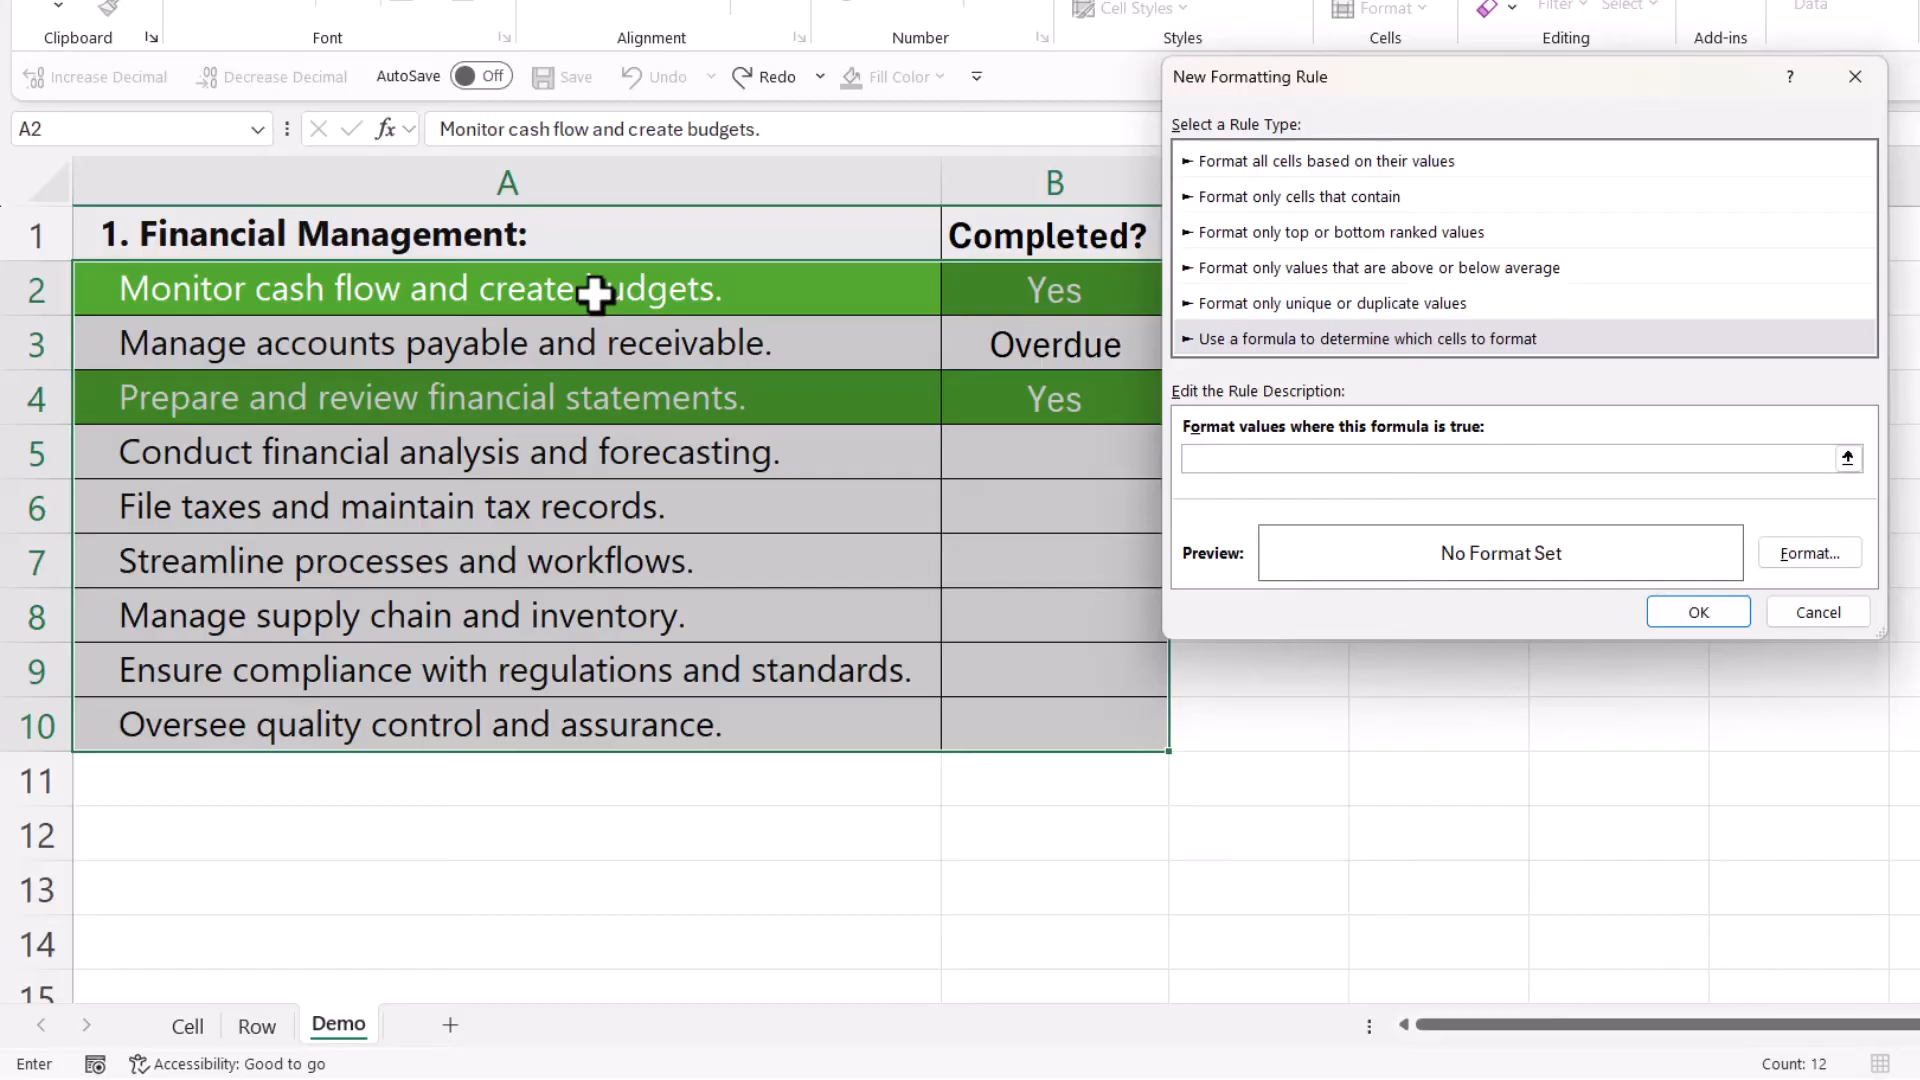 Cell Styles
Format
Filter
Select
Data
Clipboard
Font
Alignment
Number
Styles
Cells
Editing
Add-ins
Increase Decimal
Decrease Decimal
AutoSave
Off
Save
Undo
Redo
Fill Color
A2
fx
Monitor cash flow and create budgets.
A
B
1
1. Financial Management:
Completed?
2
Monitor cash flow and create budgets.
Yes
3
Manage accounts payable and receivable.
Overdue
4
Prepare and review financial statements.
Yes
5
Conduct financial analysis and forecasting.
6
File taxes and maintain tax records.
7
Streamline processes and workflows.
8
Manage supply chain and inventory.
9
Ensure compliance with regulations and standards.
10
Oversee quality control and assurance.
11
12
13
14
15
New Formatting Rule
?
Select a Rule Type:
► Format all cells based on their values
► Format only cells that contain
► Format only top or bottom ranked values
► Format only values that are above or below average
► Format only unique or duplicate values
► Use a formula to determine which cells to format
Edit the Rule Description:
Format values where this formula is true:
Preview:
No Format Set
Format...
OK
Cancel
Cell
Row
Demo
Enter
Accessibility: Good to go
Count: 12